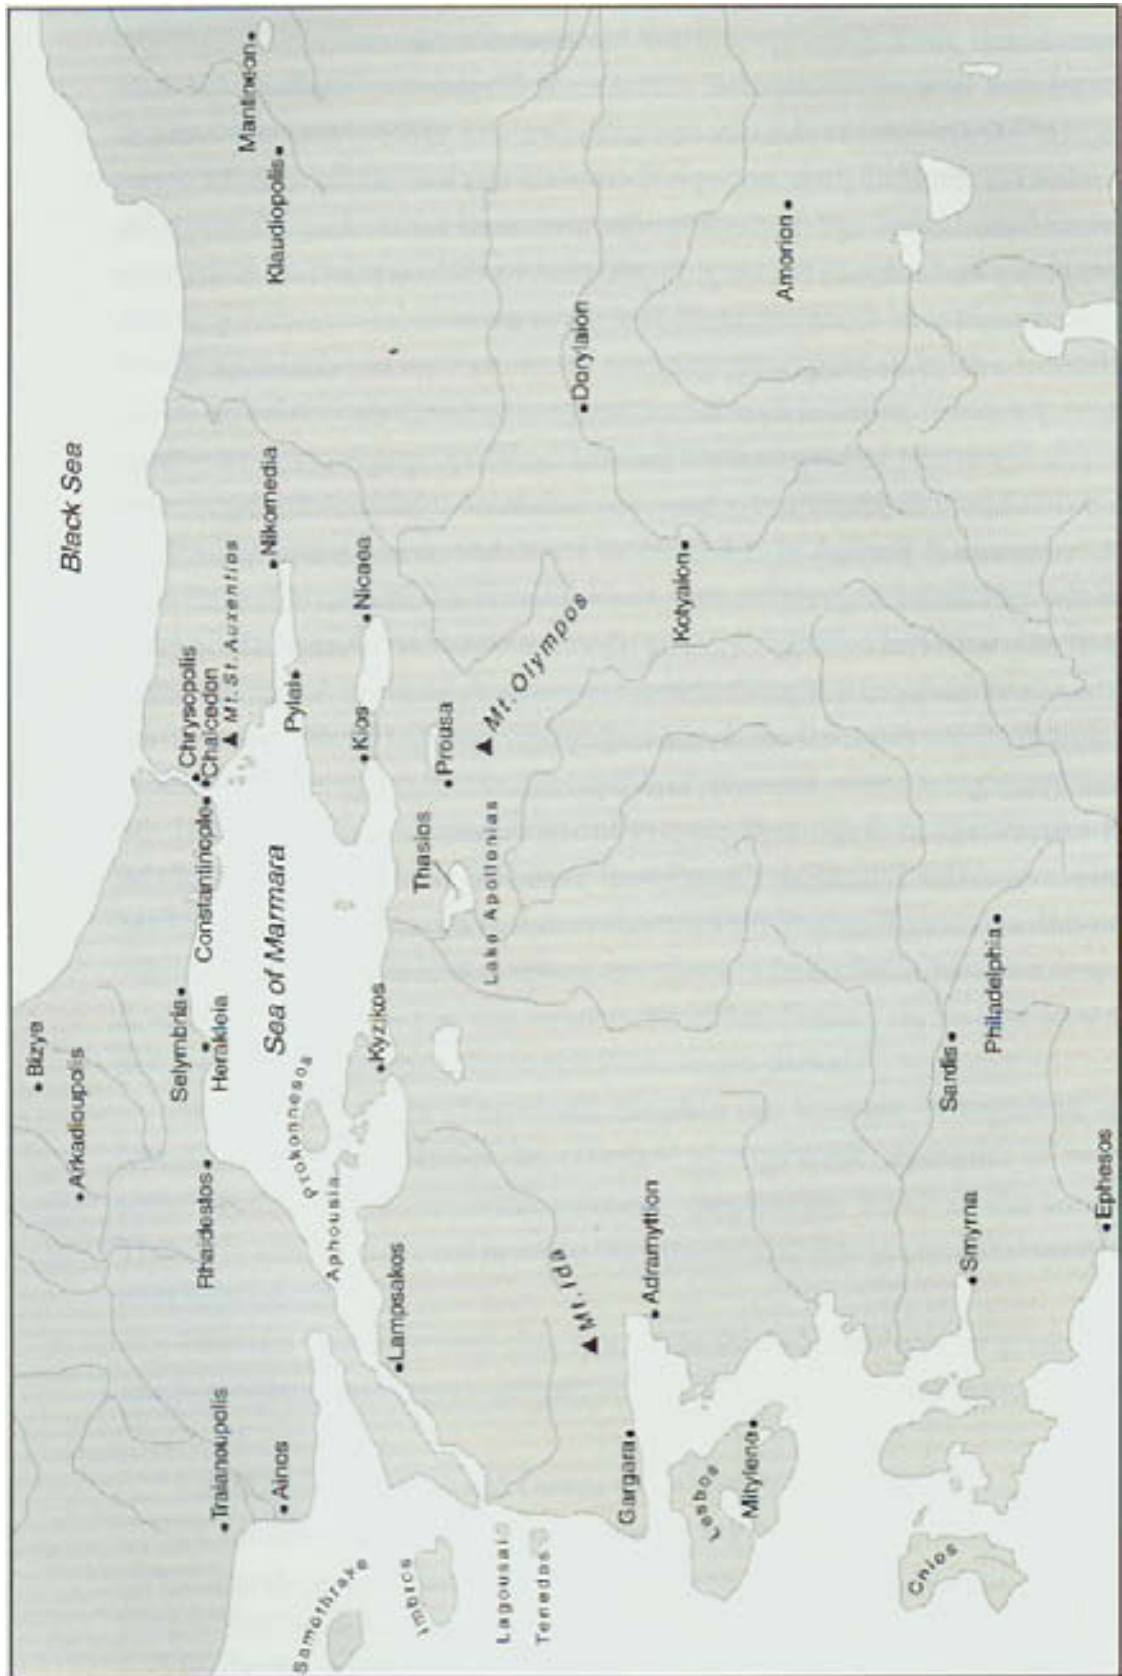 Black Sea
Bizye
Arkadioupolis
Mantineon
Klaudiopolis
Selymbria
Herakleia
Constantinople
Chrysopolis
Chalcedon
Mt. St. Auxentios
Nikomedia
Rhaidestos
Traianoupolis
Ainos
Sea of Marmara
Pylai
Prokonnesos
Aphousia
Kios
Nicaea
Kyzikos
Lampsakos
Samothrake
Imbros
Thasios
Prousa
Lake Apollonias
Mt. Olympos
Lagousai
Tenedos
Mt. Ida
Dorylaion
Gargara
Adramyttion
Kotyaion
Lesbos
Mitylene
Amorion
Chios
Smyrna
Sardis
Philadelphia
Ephesos